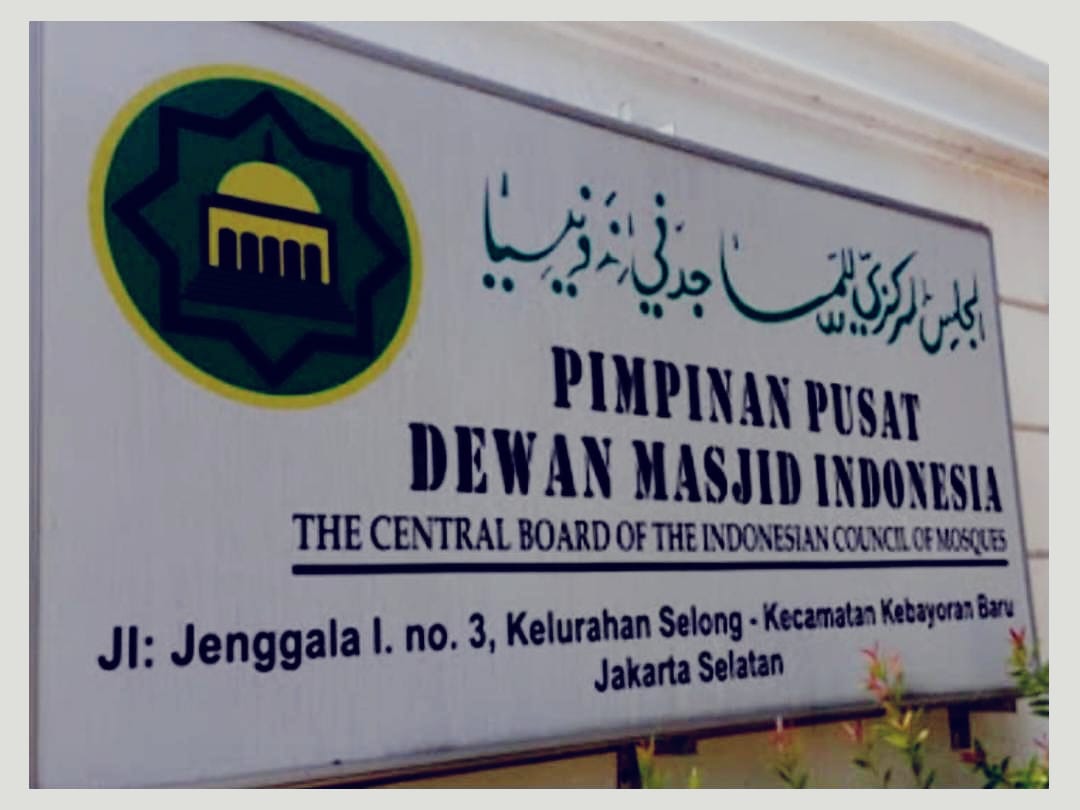 المجلس المركزي للمساجد في إندونيسيا
PIMPINAN PUSAT
DEWAN MASJID INDONESIA
THE CENTRAL BOARD OF THE INDONESIAN COUNCIL OF MOSQUES
Jl: Jenggala I. no. 3, Kelurahan Selong - Kecamatan Kebayoran Baru
Jakarta Selatan